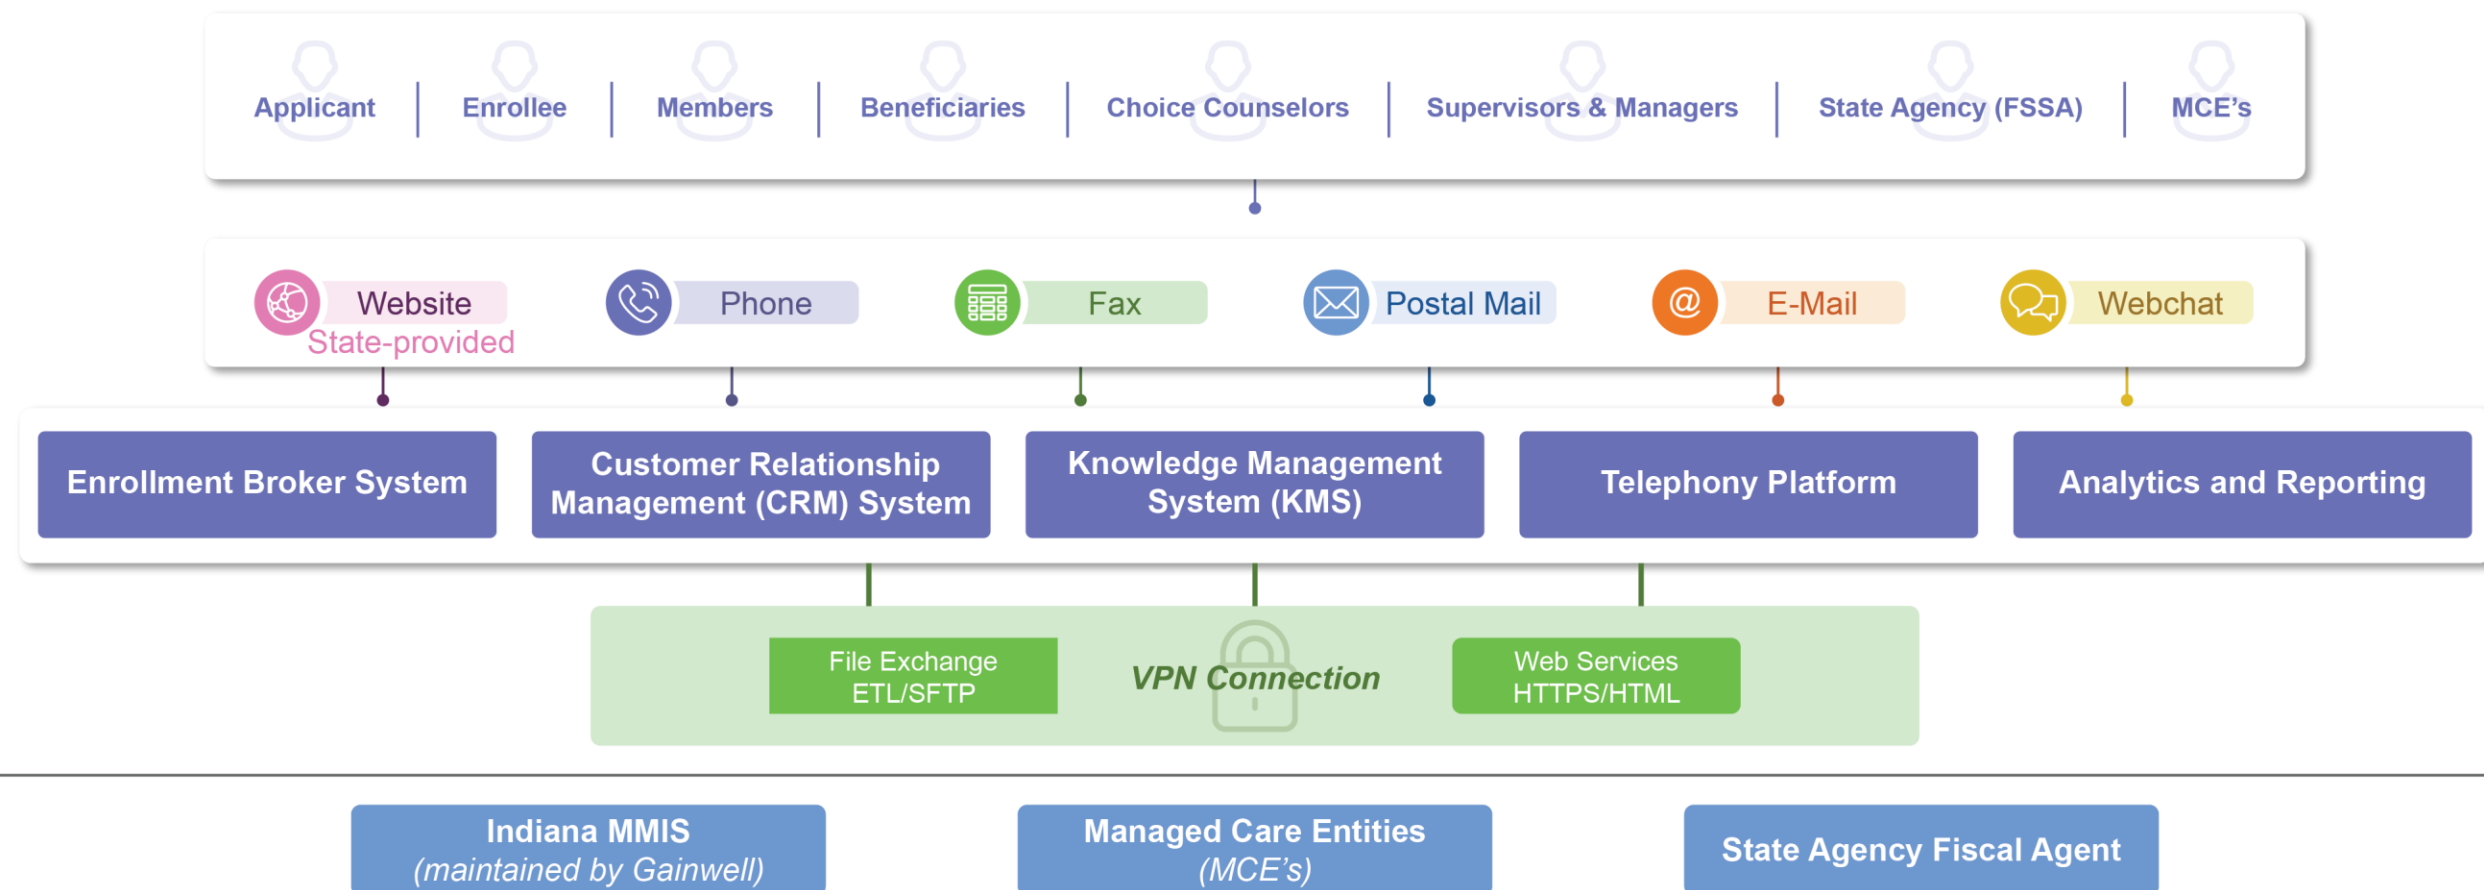 Applicant
Enrollee
Members
Beneficiaries
Choice Counselors
Supervisors & Managers
State Agency (FSSA)
MCE’s
Website
State-provided
Phone
Fax
Postal Mail
@
E-Mail
Webchat
Enrollment Broker System
Customer Relationship
Management (CRM) System
Knowledge Management
System (KMS)
Telephony Platform
Analytics and Reporting
File Exchange
ETL/SFTP
VPN Connection
Web Services
HTTPS/HTML
Indiana MMIS
(maintained by Gainwell)
Managed Care Entities
(MCE’s)
State Agency Fiscal Agent